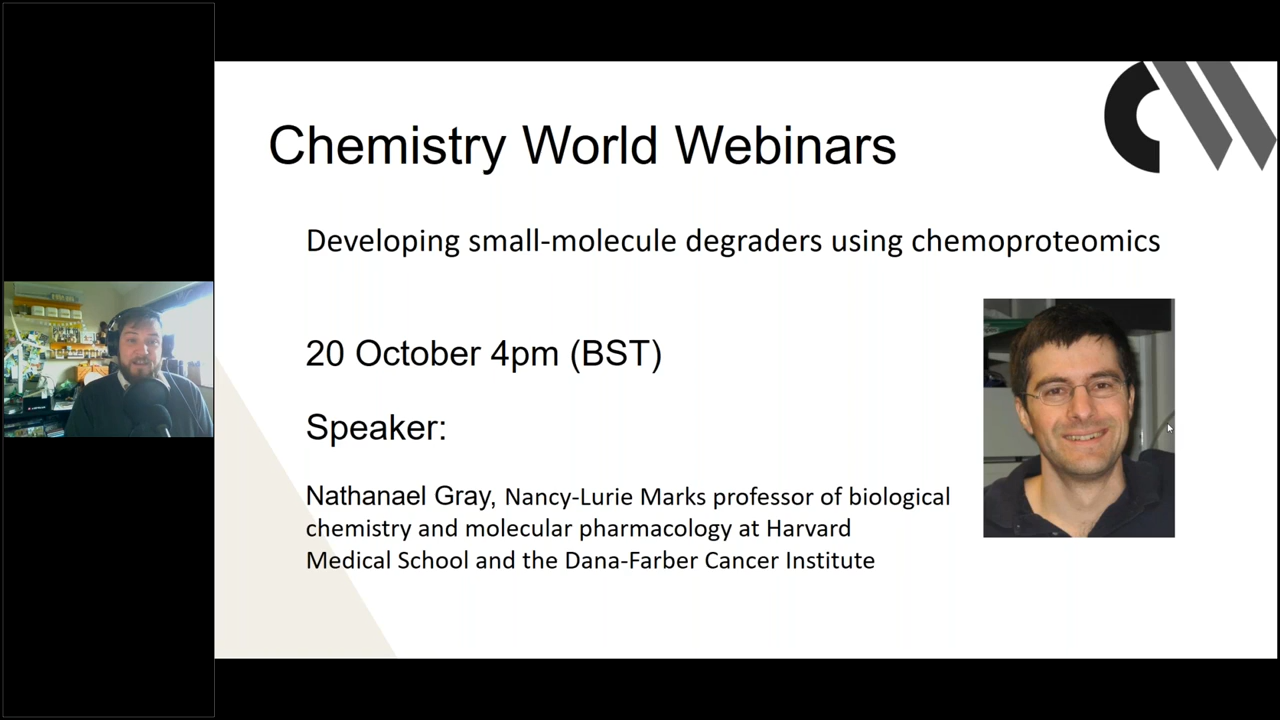 Chemistry World Webinars
Developing small-molecule degraders using chemoproteomics
20 October 4pm (BST)
Speaker:
Nathanael Gray, Nancy-Lurie Marks professor of biological
chemistry and molecular pharmacology at Harvard
Medical School and the Dana-Farber Cancer Institute